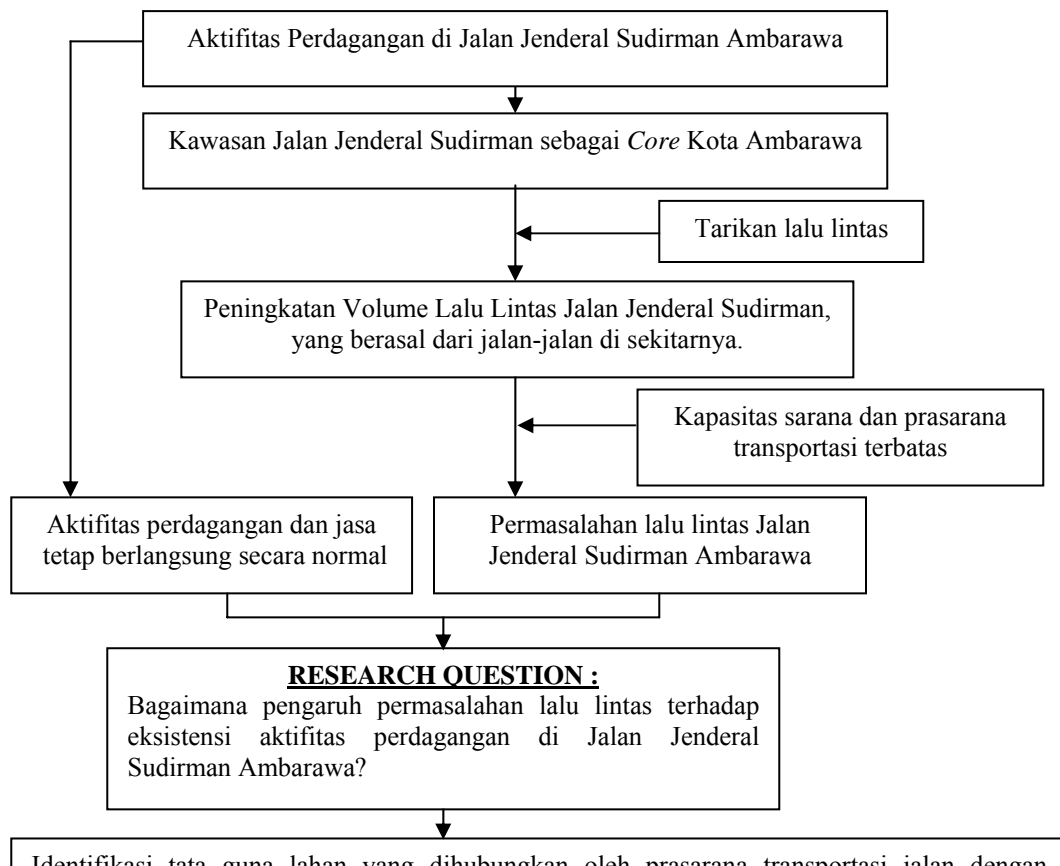 Aktifitas Perdagangan di Jalan Jenderal Sudirman Ambarawa
Kawasan Jalan Jenderal Sudirman sebagai Core Kota Ambarawa
Tarikan lalu lintas
Peningkatan Volume Lalu Lintas Jalan Jenderal Sudirman,
yang berasal dari jalan-jalan di sekitarnya.
Kapasitas sarana dan prasarana
transportasi terbatas
Aktifitas perdagangan dan jasa
tetap berlangsung secara normal
Permasalahan lalu lintas Jalan
Jenderal Sudirman Ambarawa
RESEARCH QUESTION :
Bagaimana pengaruh permasalahan lalu lintas terhadap
eksistensi aktifitas perdagangan di Jalan Jenderal
Sudirman Ambarawa?
Identifikasi tata guna lahan yang dihubungkan oleh prasarana transportasi jalan dengan